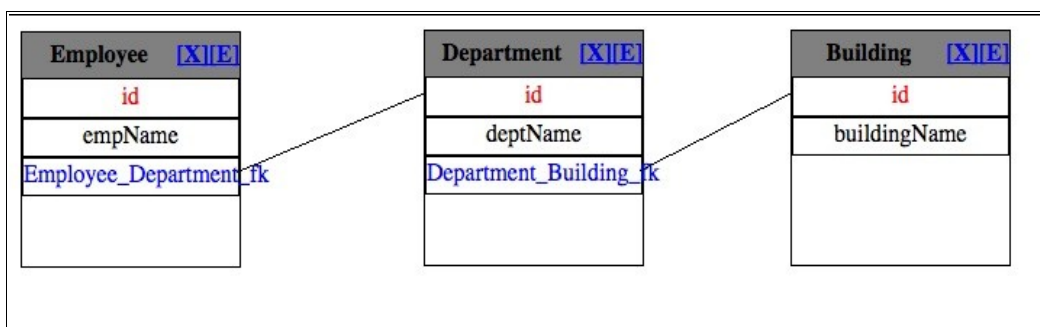 Employee [X][E]
id
empName
Employee_Department_fk
Department [X][E]
id
deptName
Department_Building_fk
Building [X][E]
id
buildingName